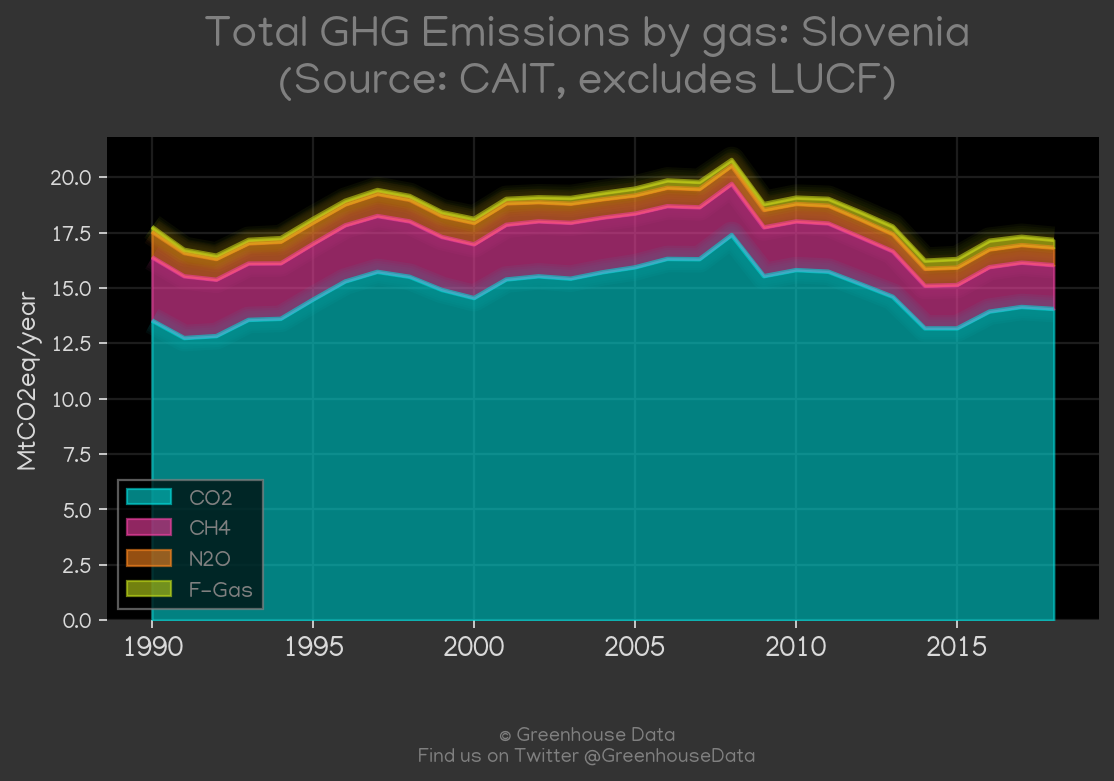 Total GHG Emissions by gas: Slovenia
(Source: CAIT, excludes LUCF)
MtCO2eq/year
20.0
17.5
15.0
12.5
10.0
7.5
5.0
2.5
0.0
CO2
CH4
N2O
F-Gas
1990 1995 2000 2005 2010 2015
© Greenhouse Data
Find us on Twitter @GreenhouseData